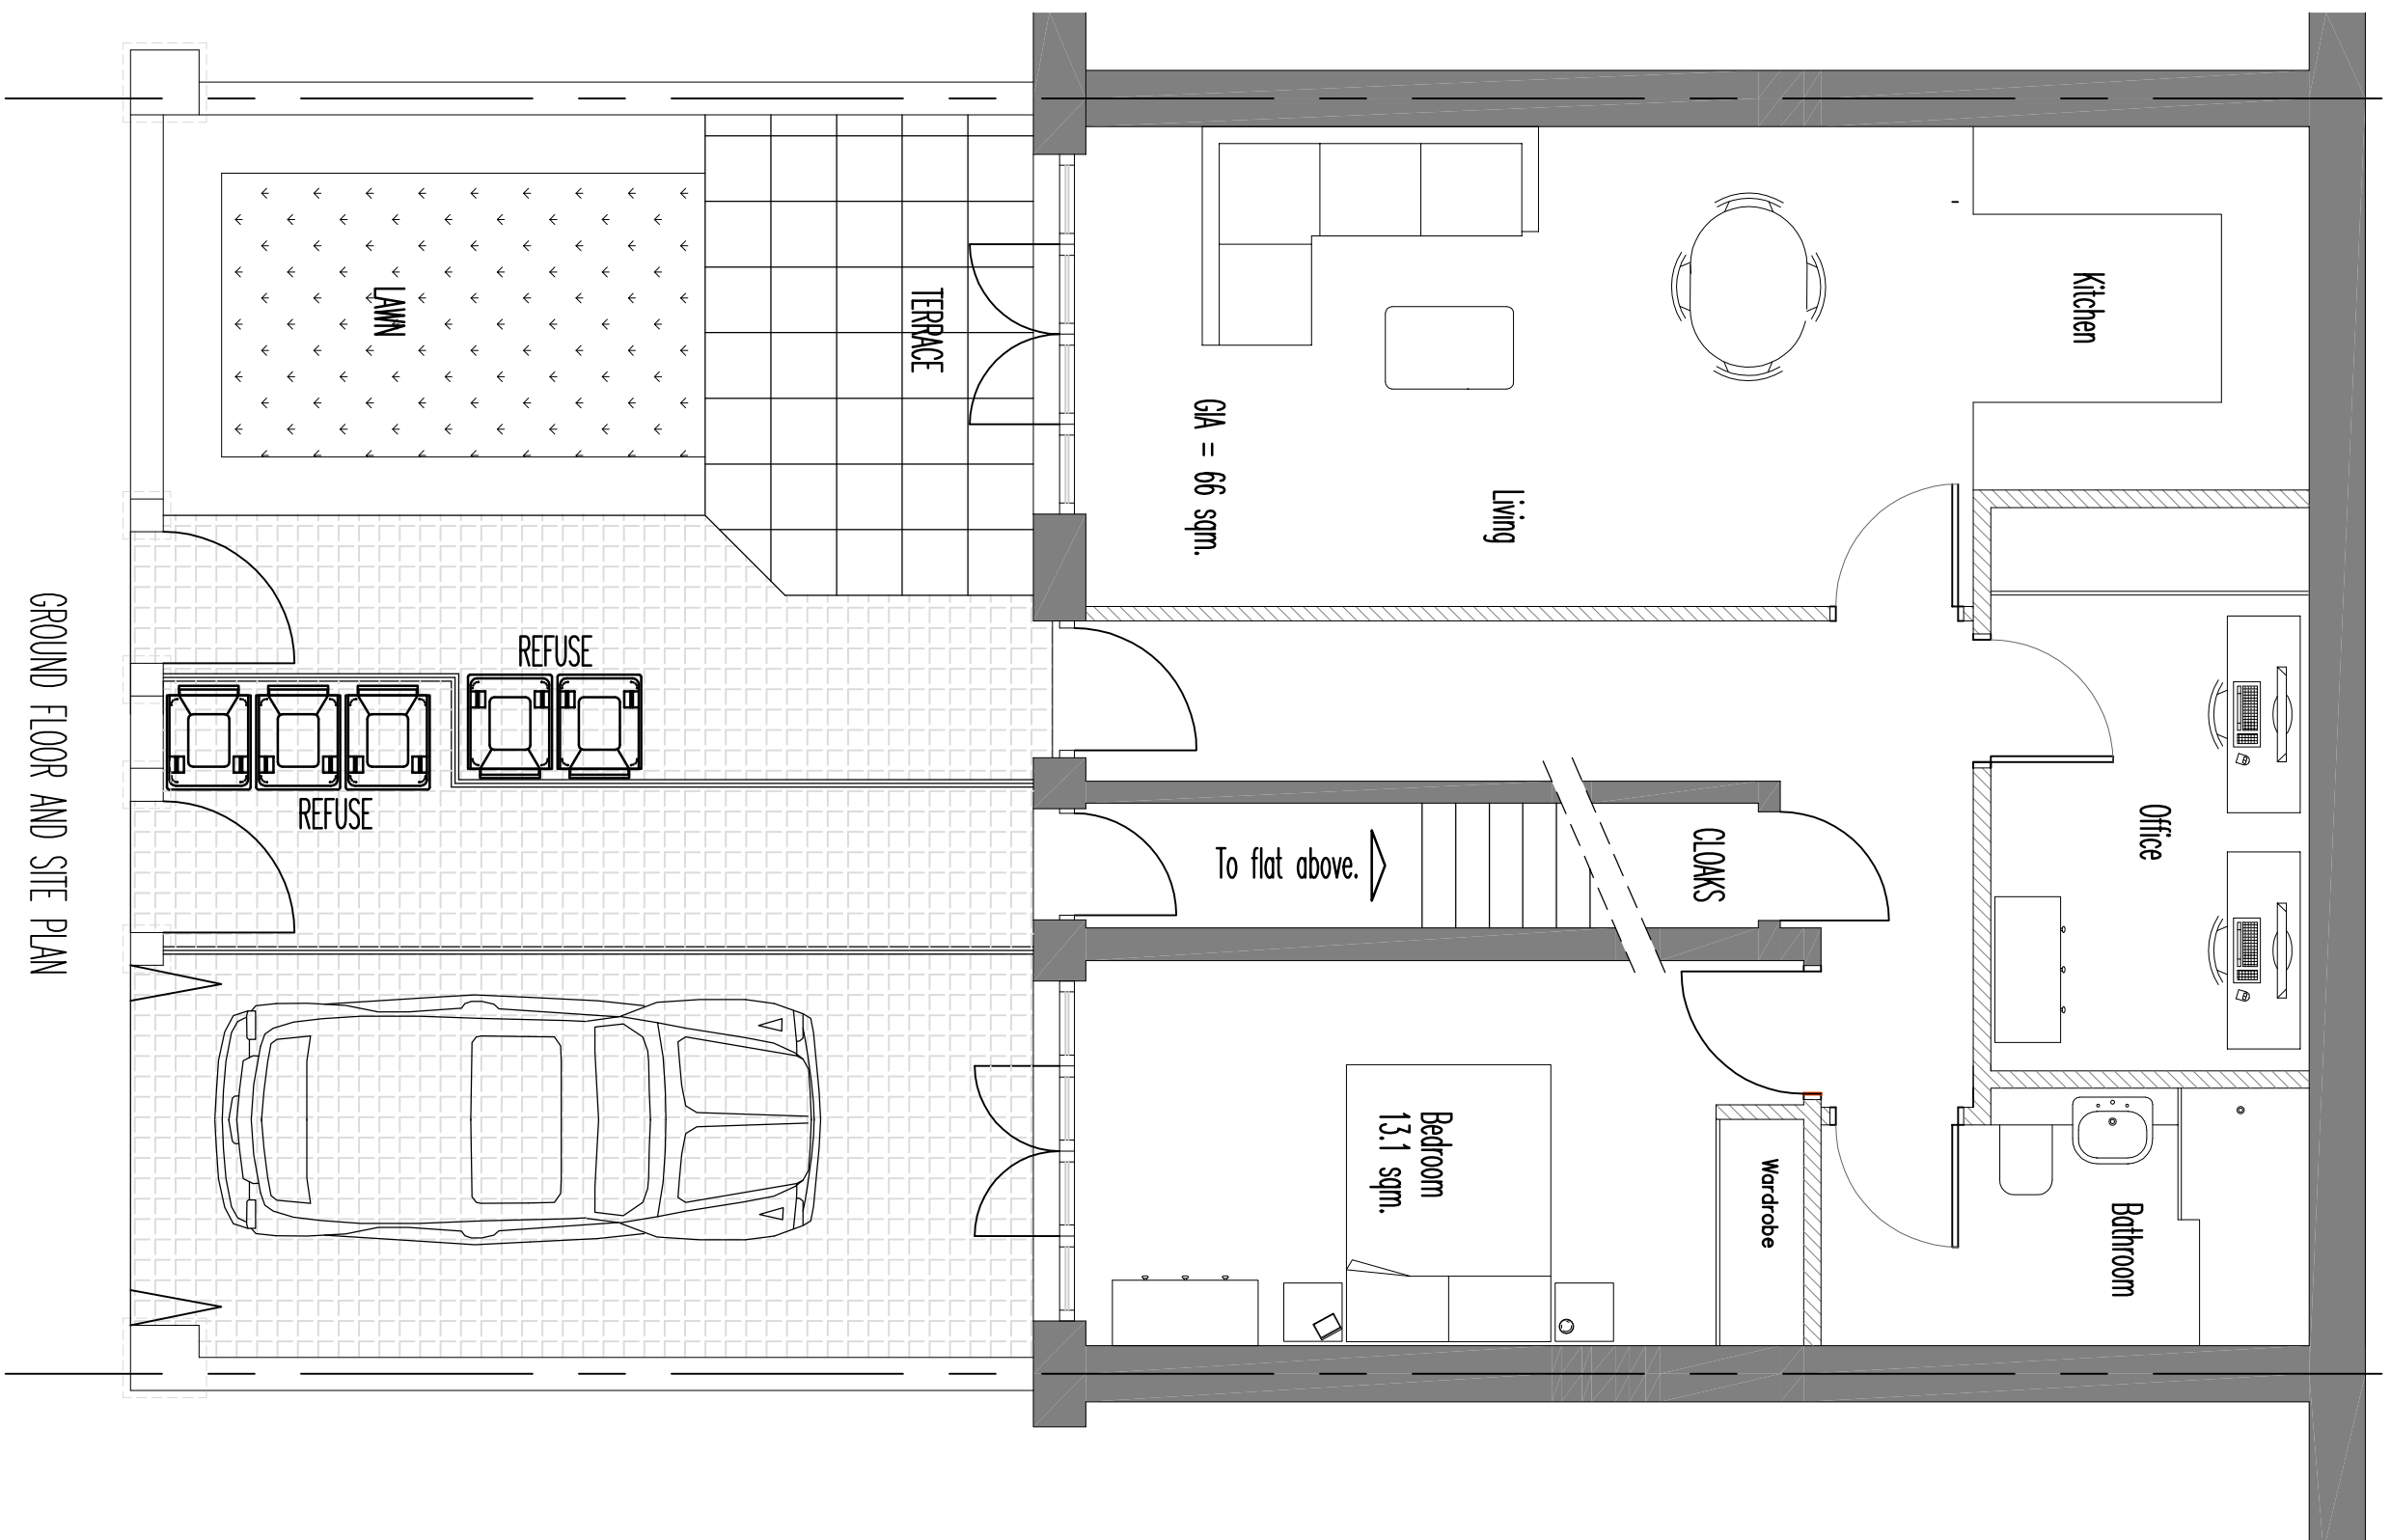 GROUND FLOOR AND SITE PLAN
LAWN
TERRACE
REFUSE
REFUSE
GIA = 66 sqm.
Living
Kitchen
To flat above.
CLOAKS
Office
Bedroom
13.1 sqm.
Wardrobe
Bathroom